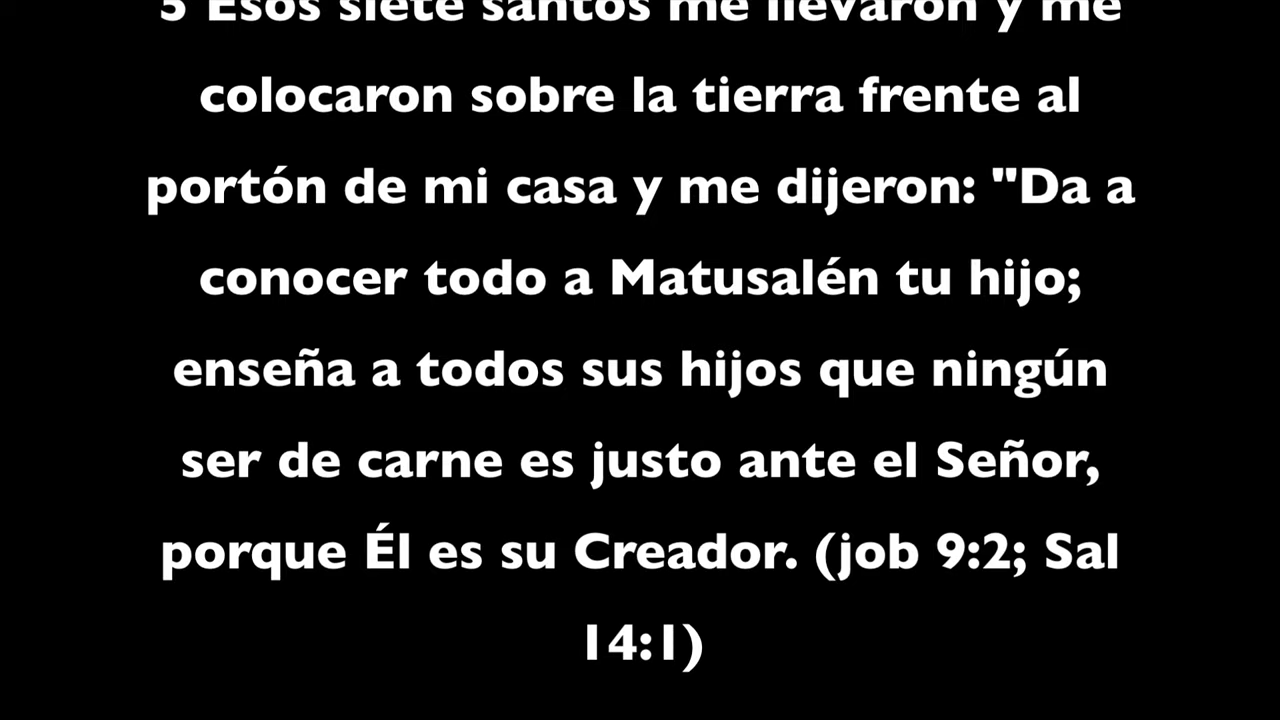 5 Esos siete santos me llevaron y me
colocaron sobre la tierra frente al
portón de mi casa y me dijeron: "Da a
conocer todo a Matusalén tu hijo;
enseña a todos sus hijos que ningún
ser de carne es justo ante el Señor,
porque Él es su Creador. (job 9:2; Sal
14:1)